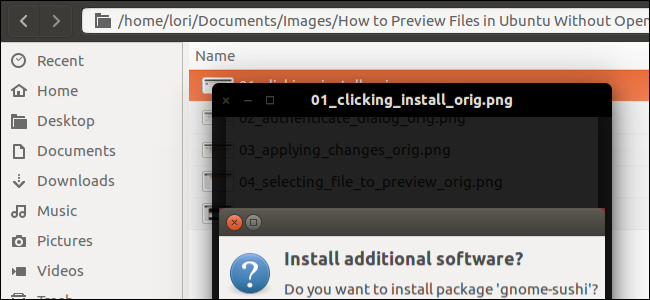 /home/lori/Documents/Images/How to Preview Files in Ubuntu Without Open
Name
Recent
Home
Desktop
Documents
Downloads
Music
Pictures
Videos
Trash
01_clicking_install_orig.png
02_authenticate_dialog_orig.png
03_applying_changes_orig.png
04_selecting_file_to_preview_orig.png
Install additional software?
Do you want to install package 'gnome-sushi'?